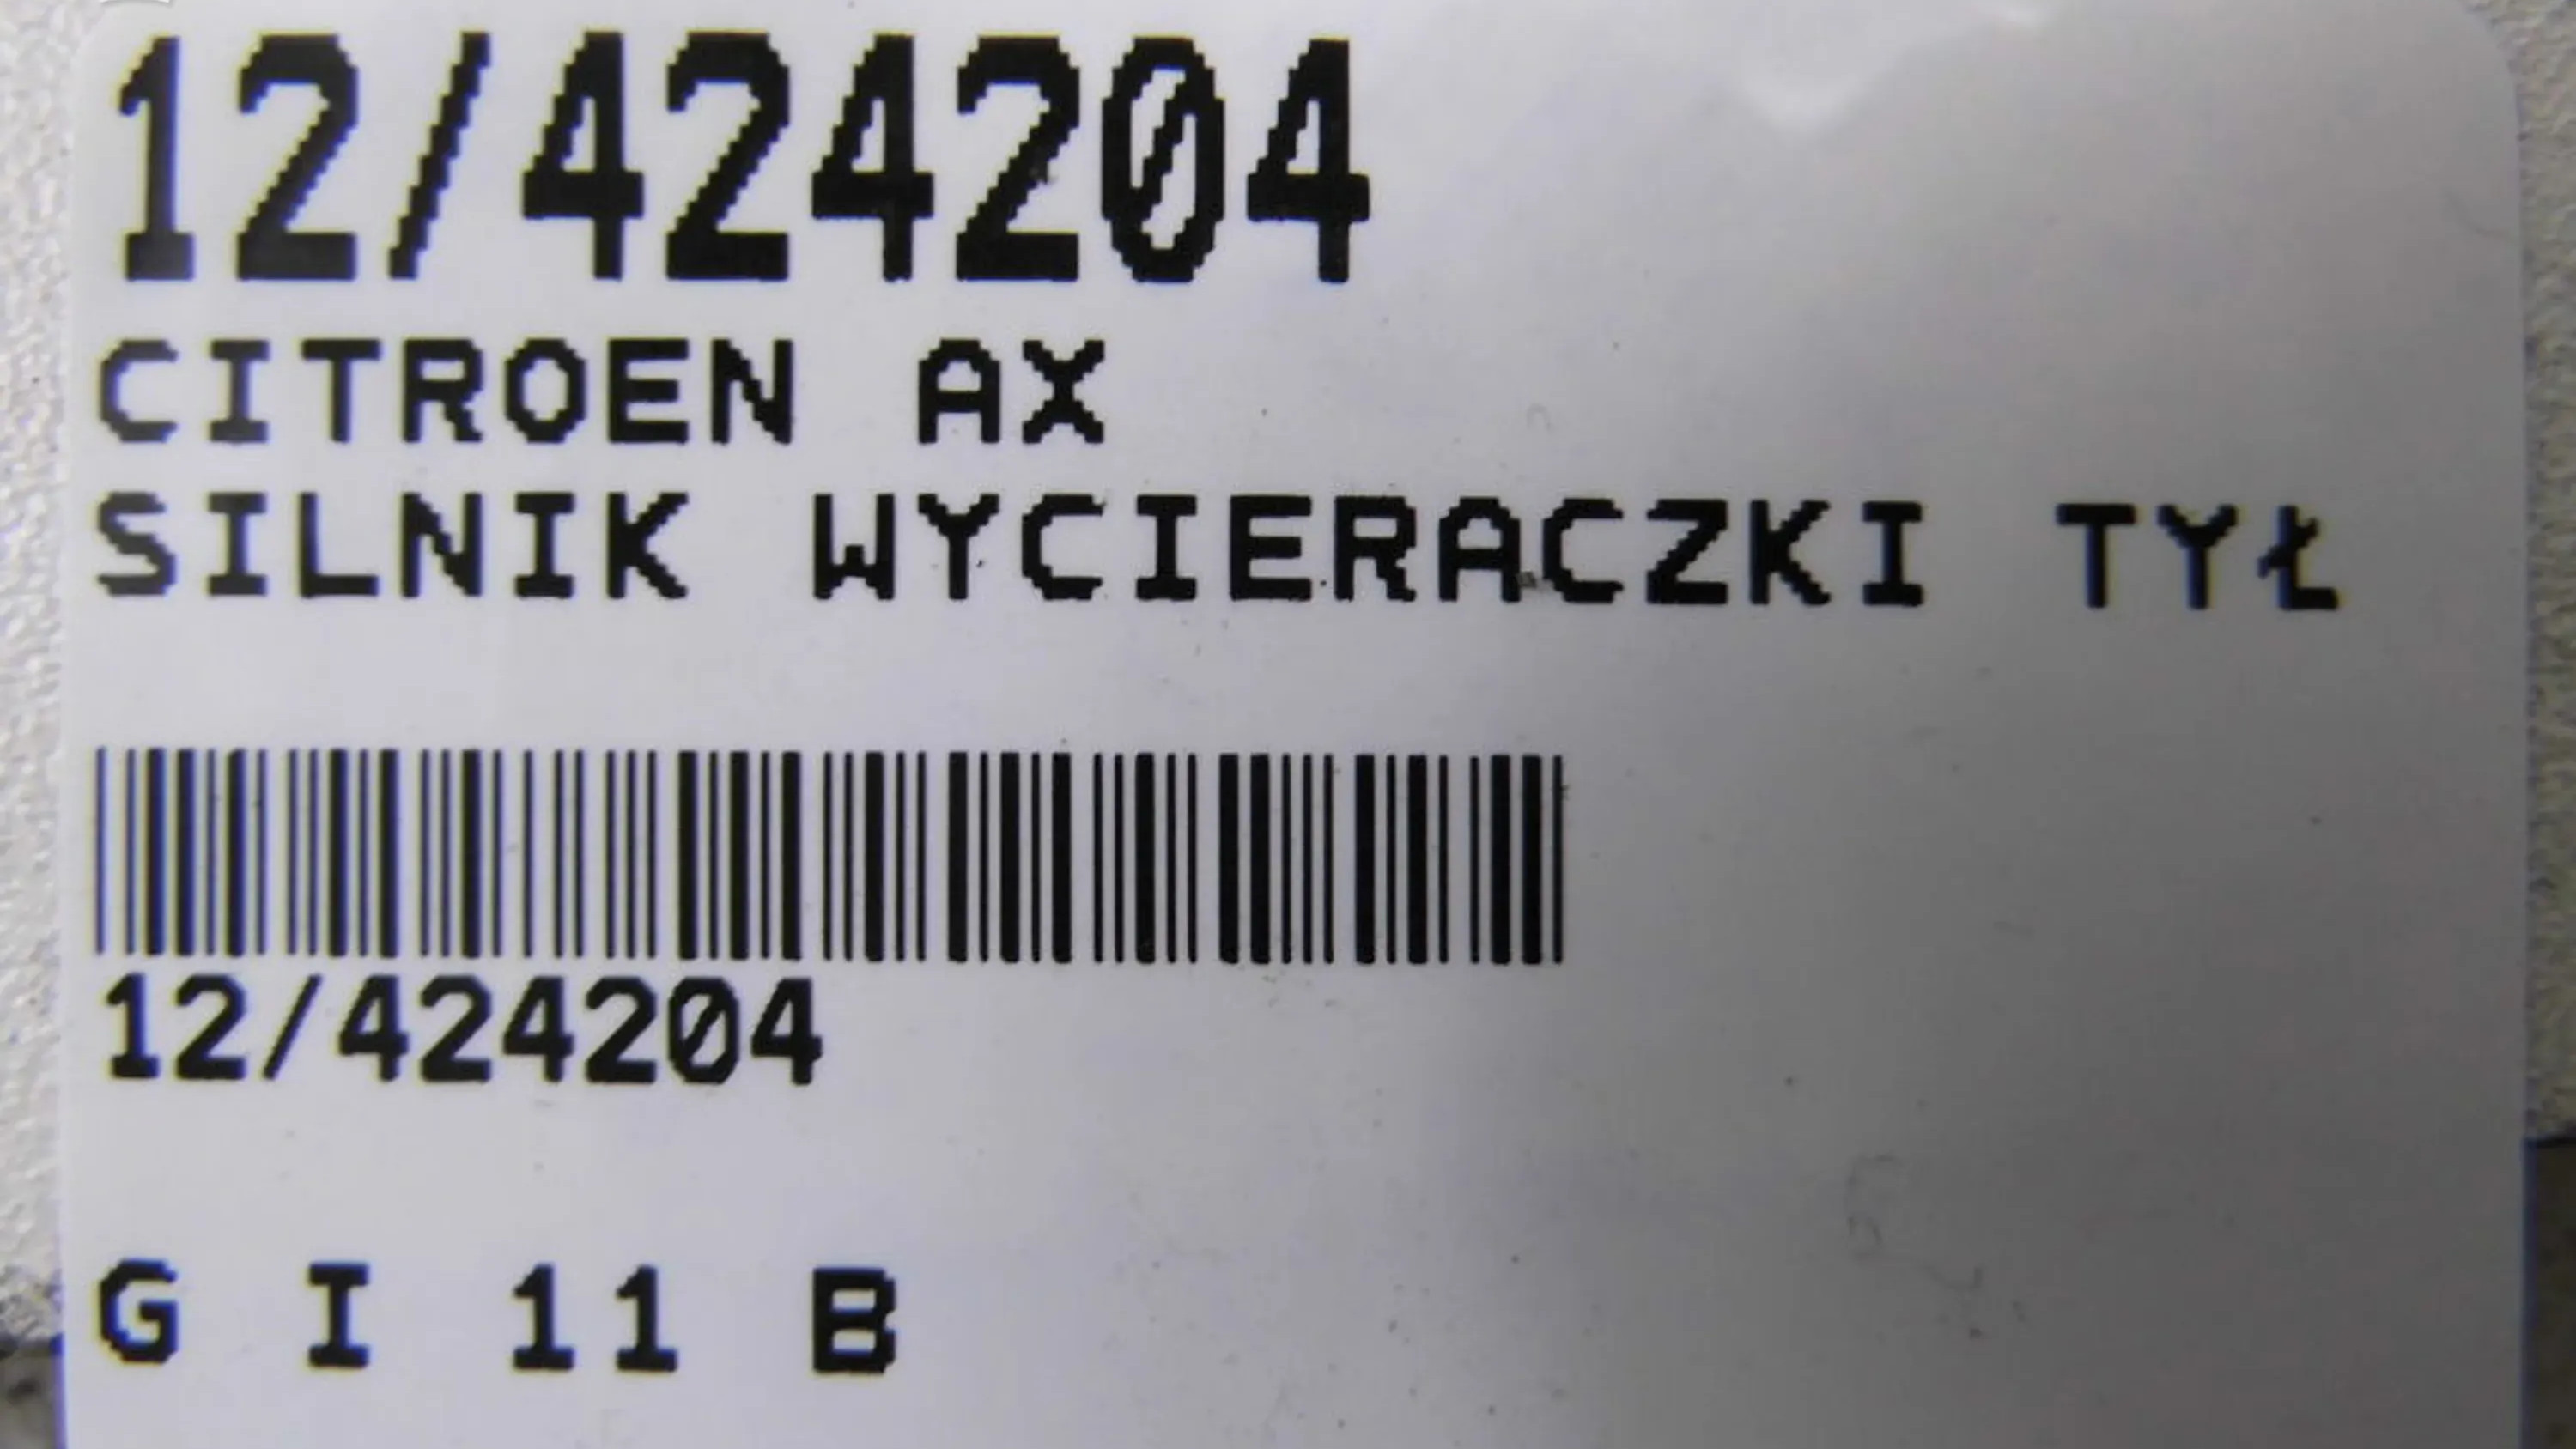 12/424204
CITROEN AX
SILNIK WYCIERACZKI TYŁ
12/424204
G I 11 B